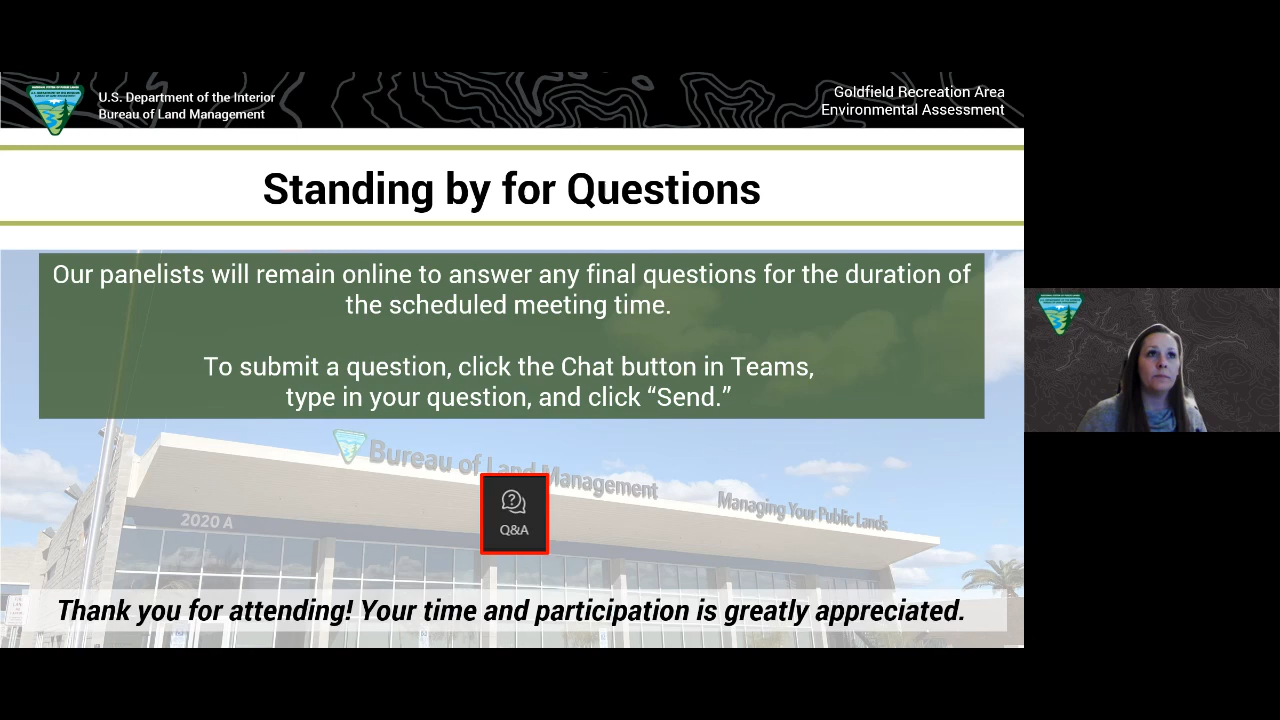 U.S. Department of the Interior
Bureau of Land Management
Goldfield Recreation Area
Environmental Assessment
Standing by for Questions
Our panelists will remain online to answer any final questions for the duration of
the scheduled meeting time.
To submit a question, click the Chat button in Teams,
type in your question, and click “Send.”
Bureau of Land Management
Managing Your Public Lands
2020 A
Q&A
Thank you for attending! Your time and participation is greatly appreciated.